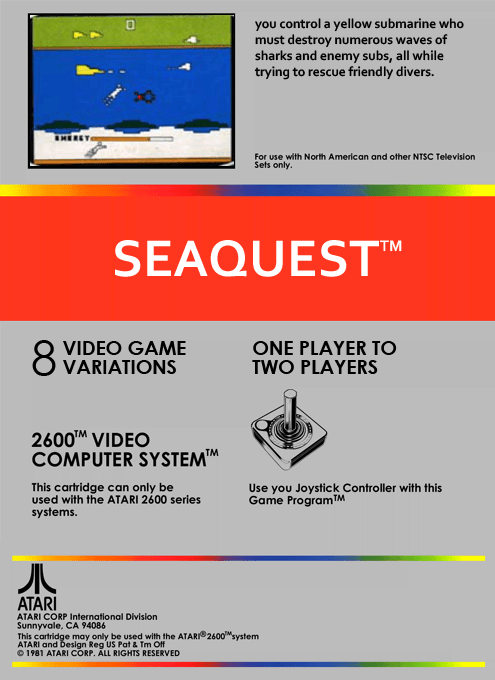 you control a yellow submarine who
must destroy numerous waves of
sharks and enemy subs, all while
trying to rescue friendly divers.
ENERGY
For use with North American and other NTSC Television
Sets only.
SEAQUEST™
8 VIDEO GAME
VARIATIONS
ONE PLAYER TO
TWO PLAYERS
2600™ VIDEO
COMPUTER SYSTEM™
This cartridge can only be
used with the ATARI 2600 series
systems.
Use you Joystick Controller with this
Game Program™
ATARI
ATARI CORP International Division
Sunnyvale, CA 94086
This cartridge may only be used with the ATARI® 2600™system
ATARI and Design Reg US Pat & Tm Off
© 1981 ATARI CORP. ALL RIGHTS RESERVED